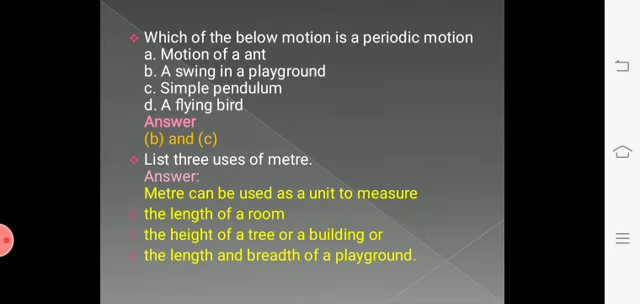 Which of the below motion is a periodic motion
a. Motion of a ant
b. A swing in a playground
c. Simple pendulum
d. A flying bird
Answer
(b) and (c)
List three uses of metre.
Answer:
Metre can be used as a unit to measure
the length of a room
the height of a tree or a building or
the length and breadth of a playground.